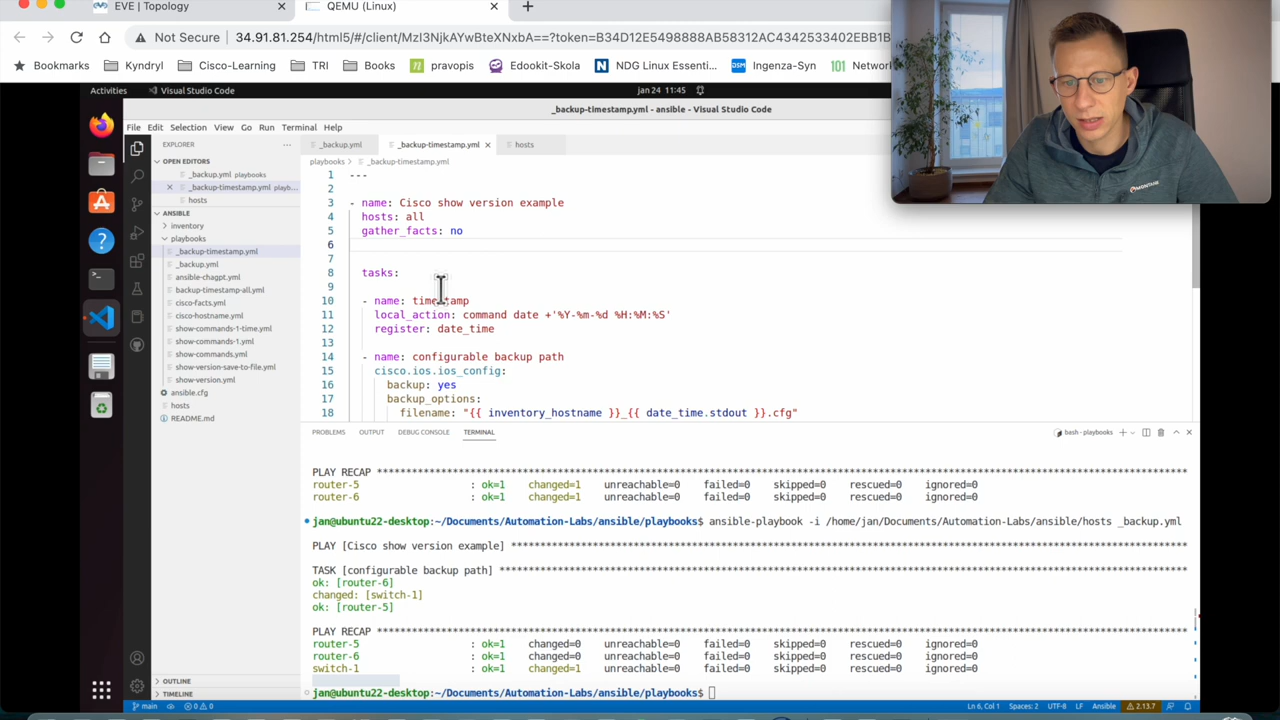 EVE | Topology
QEMU (Linux)
Not Secure
34.91.81.254/html5/#/client/MzI3NjkAYwBteXNxbA==?token=B34D12E5498888AB58312AC4342533402EBB1B
Bookmarks
Kyndryl
Cisco-Learning
TRI
Books
pravopis
Edookit-Skola
NDG Linux Essenti...
Ingenza-Syn
Network
Activities
Visual Studio Code
jan 24 11:45
_backup-timestamp.yml - ansible - Visual Studio Code
File Edit Selection View Go Run Terminal Help
EXPLORER
OPEN EDITORS
_backup.yml playbooks
_backup-timestamp.yml playb...
hosts
ANSIBLE
inventory
playbooks
_backup-timestamp.yml
_backup.yml
ansible-chagpt.yml
backup-timestamp-all.yml
cisco-facts.yml
cisco-hostname.yml
show-commands-1-time.yml
show-commands-1.yml
show-commands.yml
show-version-save-to-file.yml
show-version.yml
ansible.cfg
hosts
README.md
OUTLINE
TIMELINE
_backup.yml
_backup-timestamp.yml
hosts
playbooks > _backup-timestamp.yml
1 ---
2
3 - name: Cisco show version example
4 hosts: all
5 gather_facts: no
6
7
8 tasks:
9
10 - name: timestamp
11 local_action: command date +'%Y-%m-%d %H:%M:%S'
12 register: date_time
13
14 - name: configurable backup path
15 cisco.ios.ios_config:
16 backup: yes
17 backup_options:
18 filename: "{{ inventory_hostname }}_{{ date_time.stdout }}.cfg"
PROBLEMS OUTPUT DEBUG CONSOLE TERMINAL
bash - playbooks
PLAY RECAP *********************************************************************
router-5 : ok=1 changed=1 unreachable=0 failed=0 skipped=0 rescued=0 ignored=0
router-6 : ok=1 changed=1 unreachable=0 failed=0 skipped=0 rescued=0 ignored=0
jan@ubuntu22-desktop:~/Documents/Automation-Labs/ansible/playbooks$ ansible-playbook -i /home/jan/Documents/Automation-Labs/ansible/hosts _backup.yml
PLAY [Cisco show version example] *********************************************************************
TASK [configurable backup path] *********************************************************************
ok: [router-6]
changed: [switch-1]
ok: [router-5]
PLAY RECAP *********************************************************************
router-5 : ok=1 changed=0 unreachable=0 failed=0 skipped=0 rescued=0 ignored=0
router-6 : ok=1 changed=0 unreachable=0 failed=0 skipped=0 rescued=0 ignored=0
switch-1 : ok=1 changed=1 unreachable=0 failed=0 skipped=0 rescued=0 ignored=0
jan@ubuntu22-desktop:~/Documents/Automation-Labs/ansible/playbooks$
main
0 0
Ln 6, Col 1
Spaces: 2
UTF-8
LF
Ansible
2.13.7